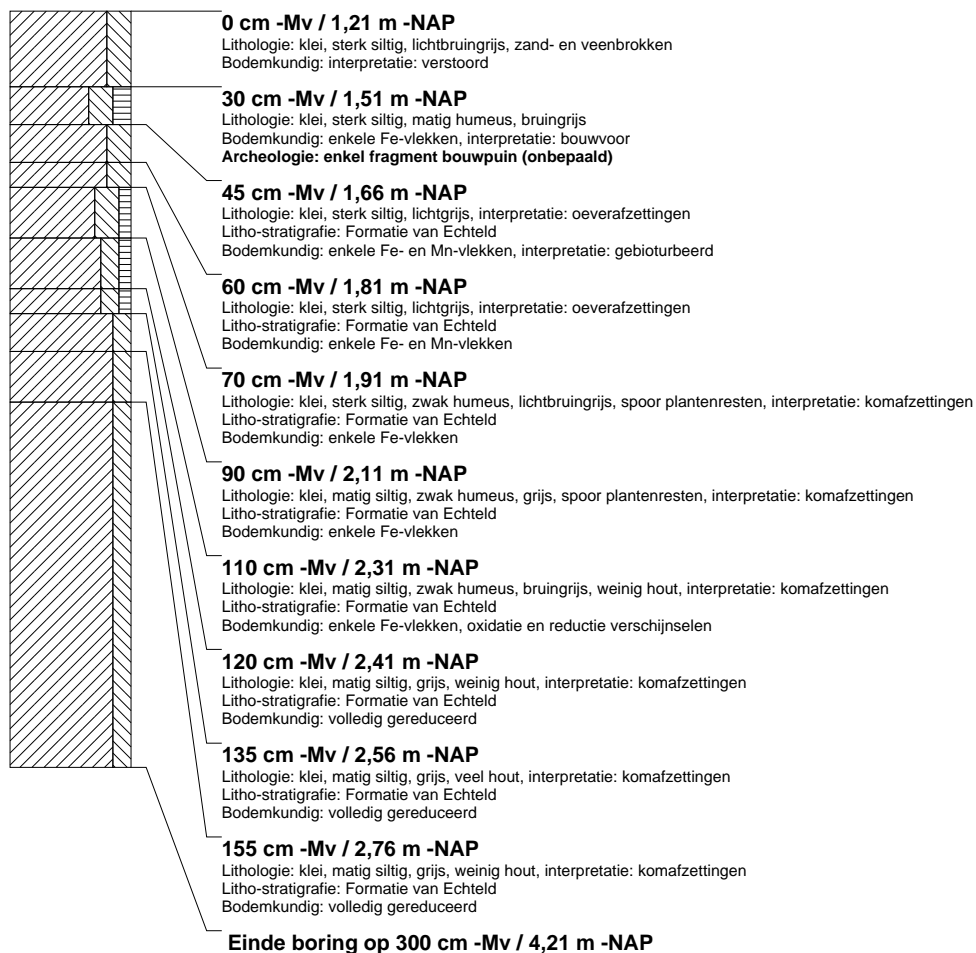 0 cm -Mv / 1,21 m -NAP
Lithologie: klei, sterk siltig, lichtbruingrijs, zand- en veenbrokken
Bodemkundig: interpretatie: verstoord
30 cm -Mv / 1,51 m -NAP
Lithologie: klei, sterk siltig, matig humeus, bruingrijs
Bodemkundig: enkele Fe-vlekken, interpretatie: bouwvoor
Archeologie: enkel fragment bouwpuin (onbepaald)
45 cm -Mv / 1,66 m -NAP
Lithologie: klei, sterk siltig, lichtgrijs, interpretatie: oeverafzettingen
Litho-stratigrafie: Formatie van Echteld
Bodemkundig: enkele Fe- en Mn-vlekken, interpretatie: gebioturbeerd
60 cm -Mv / 1,81 m -NAP
Lithologie: klei, sterk siltig, lichtgrijs, interpretatie: oeverafzettingen
Litho-stratigrafie: Formatie van Echteld
Bodemkundig: enkele Fe- en Mn-vlekken
70 cm -Mv / 1,91 m -NAP
Lithologie: klei, sterk siltig, zwak humeus, lichtbruingrijs, spoor plantenresten, interpretatie: komafzettingen
Litho-stratigrafie: Formatie van Echteld
Bodemkundig: enkele Fe-vlekken
90 cm -Mv / 2,11 m -NAP
Lithologie: klei, matig siltig, zwak humeus, grijs, spoor plantenresten, interpretatie: komafzettingen
Litho-stratigrafie: Formatie van Echteld
Bodemkundig: enkele Fe-vlekken
110 cm -Mv / 2,31 m -NAP
Lithologie: klei, matig siltig, zwak humeus, bruingrijs, weinig hout, interpretatie: komafzettingen
Litho-stratigrafie: Formatie van Echteld
Bodemkundig: enkele Fe-vlekken, oxidatie en reductie verschijnselen
120 cm -Mv / 2,41 m -NAP
Lithologie: klei, matig siltig, grijs, weinig hout, interpretatie: komafzettingen
Litho-stratigrafie: Formatie van Echteld
Bodemkundig: volledig gereduceerd
135 cm -Mv / 2,56 m -NAP
Lithologie: klei, matig siltig, grijs, veel hout, interpretatie: komafzettingen
Litho-stratigrafie: Formatie van Echteld
Bodemkundig: volledig gereduceerd
155 cm -Mv / 2,76 m -NAP
Lithologie: klei, matig siltig, grijs, weinig hout, interpretatie: komafzettingen
Litho-stratigrafie: Formatie van Echteld
Bodemkundig: volledig gereduceerd
Einde boring op 300 cm -Mv / 4,21 m -NAP